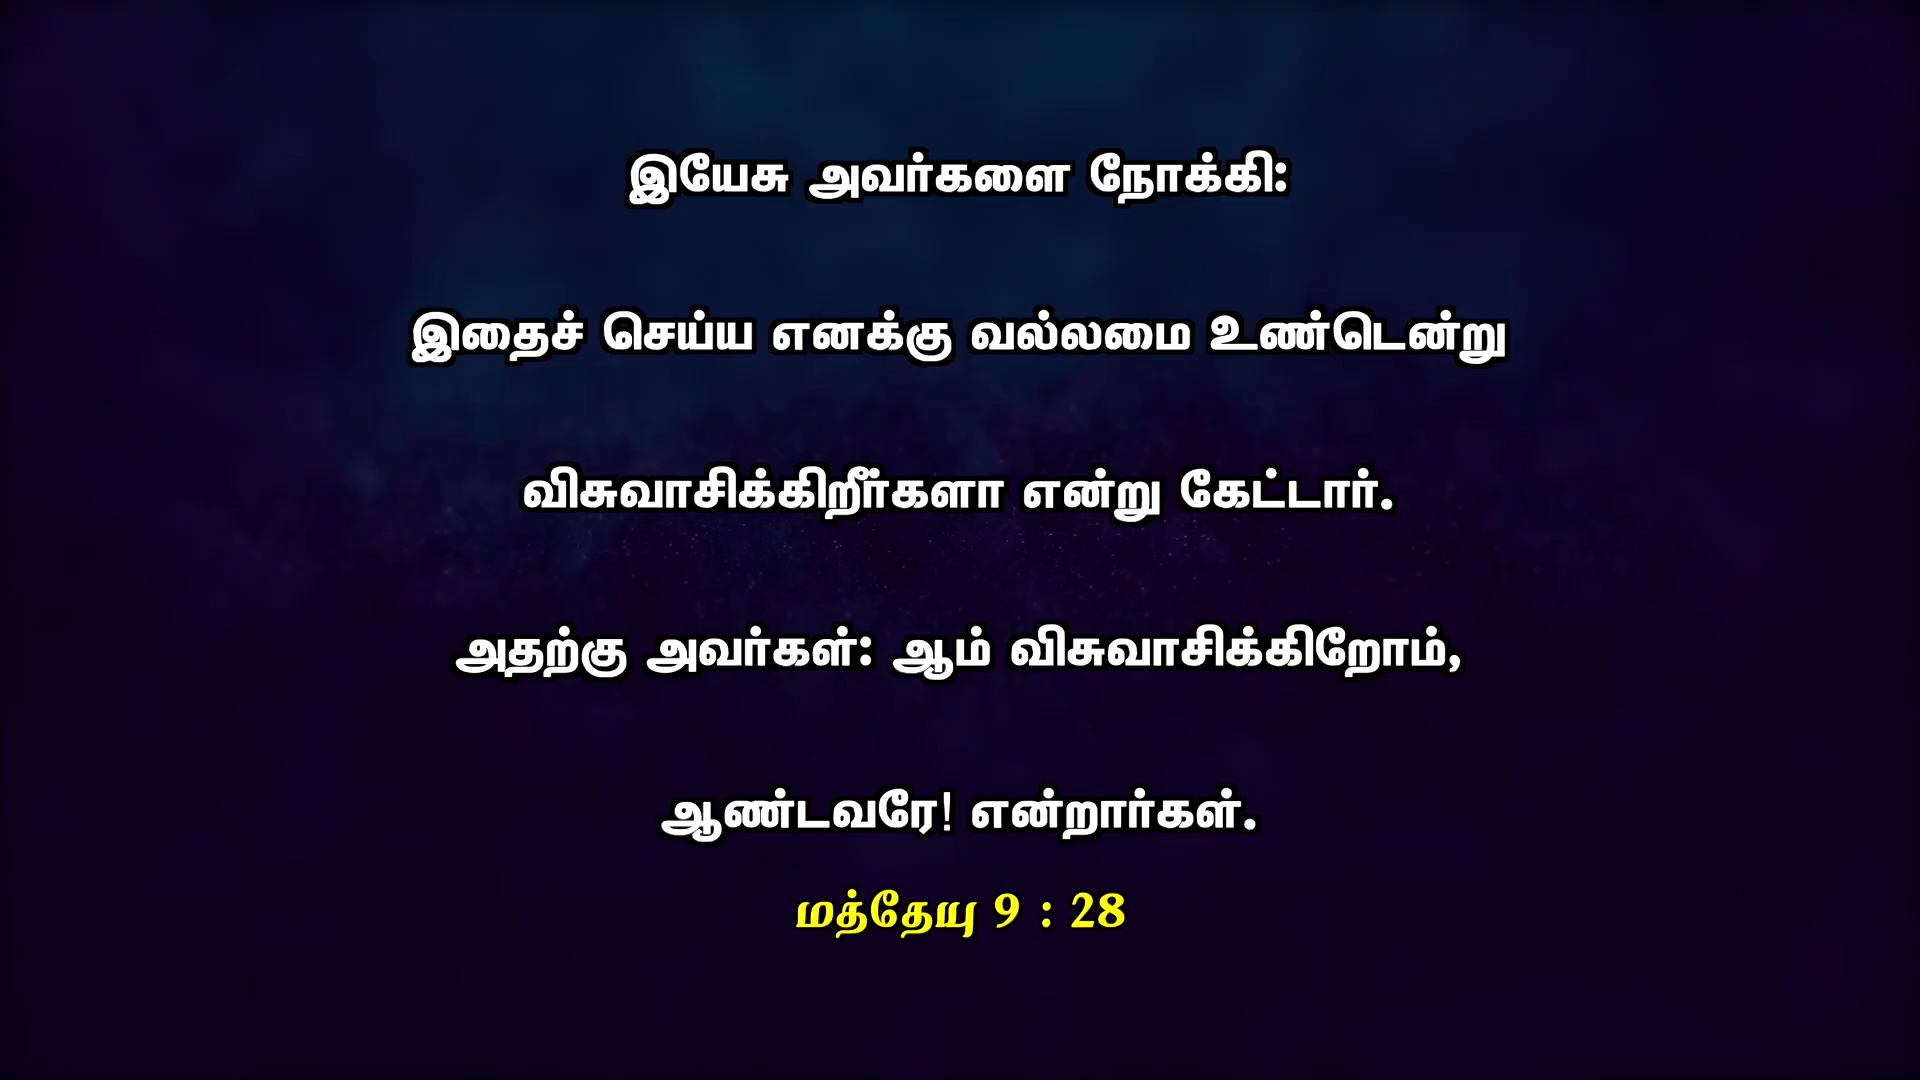 இயேசு அவர்களை நோக்கி:
இதைச் செய்ய எனக்கு வல்லமை உண்டென்று
விசுவாசிக்கிறீர்களா என்று கேட்டார்.
அதற்கு அவர்கள்: ஆம் விசுவாசிக்கிறோம்,
ஆண்டவரே! என்றார்கள்.
மத்தேயு 9 : 28